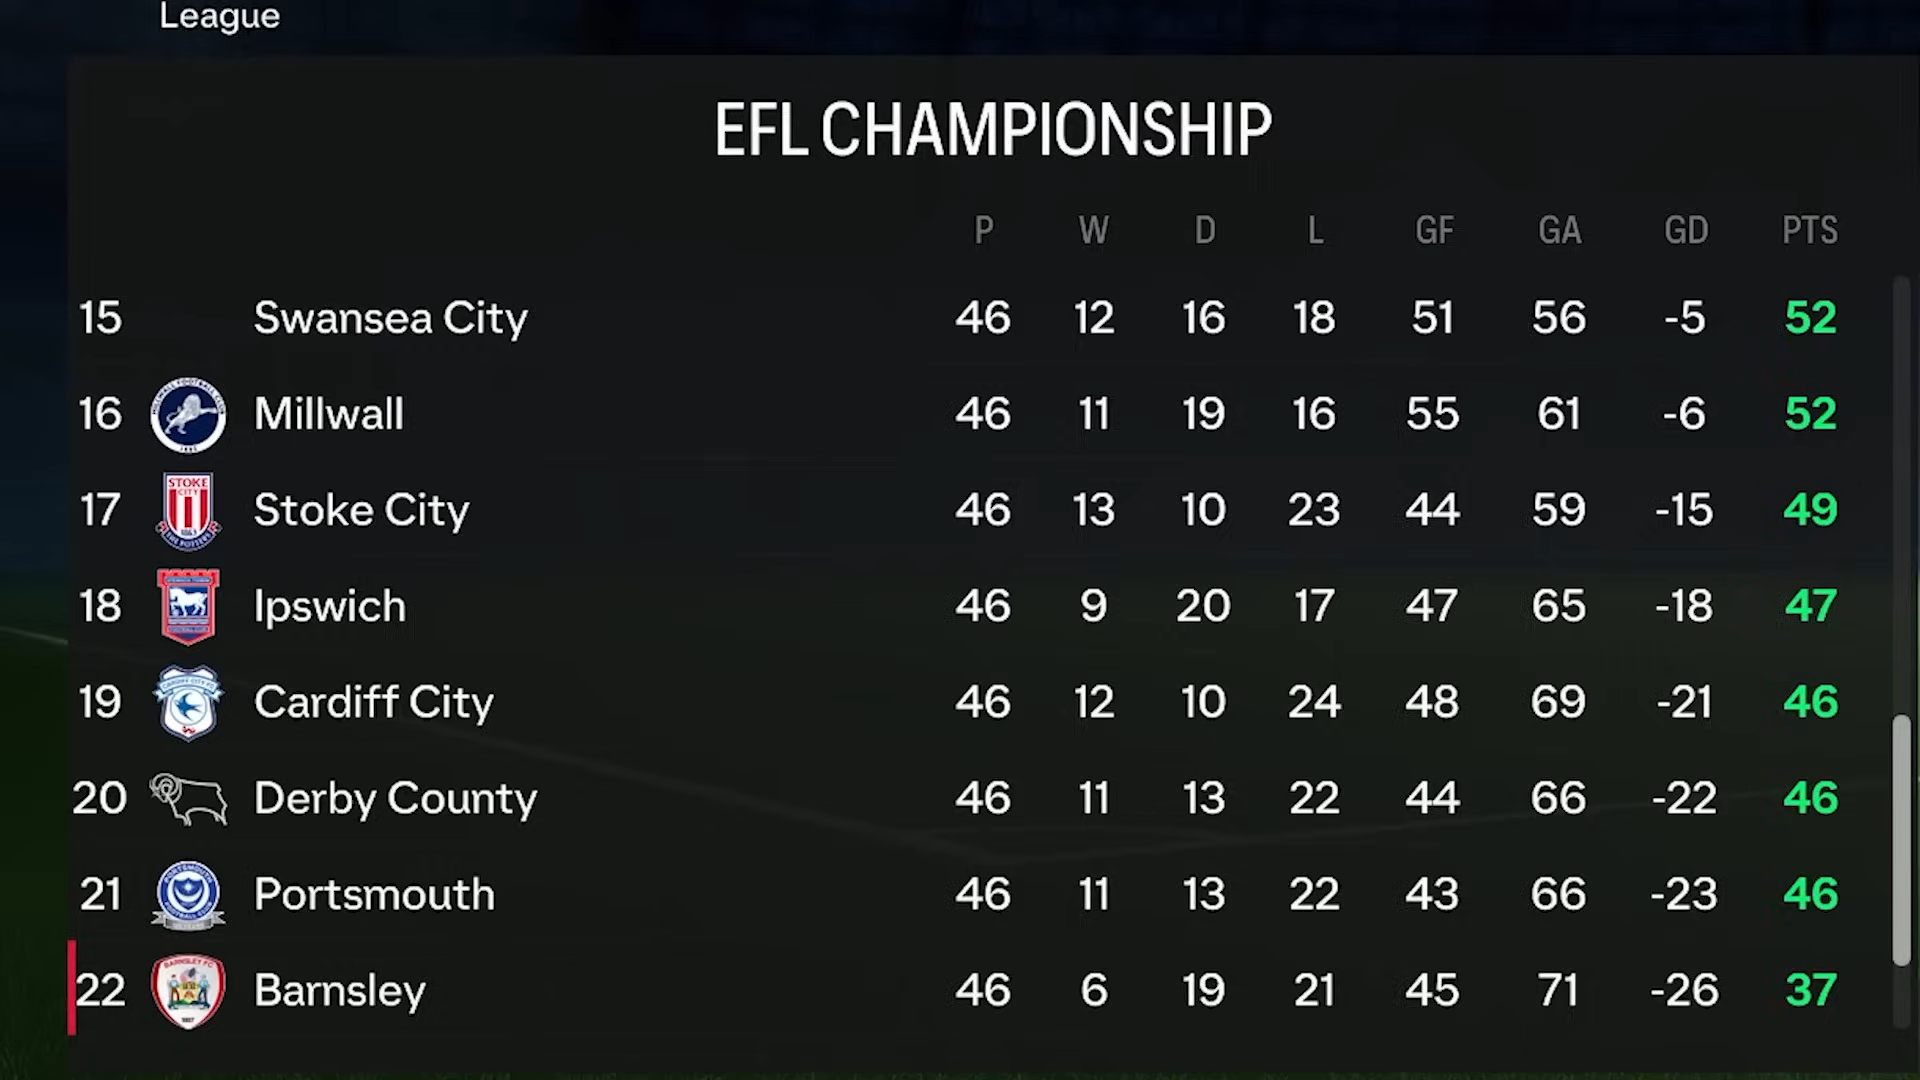 League
EFL CHAMPIONSHIP
P W D L GF GA GD PTS
15 Swansea City 46 12 16 18 51 56 -5 52
16 Millwall 46 11 19 16 55 61 -6 52
STOKE
CITY
17 Stoke City 46 13 10 23 44 59 -15 49
18 Ipswich 46 9 20 17 47 65 -18 47
19 Cardiff City 46 12 10 24 48 69 -21 46
20 Derby County 46 11 13 22 44 66 -22 46
21 Portsmouth 46 11 13 22 43 66 -23 46
BARNSLEY FC
22 Barnsley 46 6 19 21 45 71 -26 37